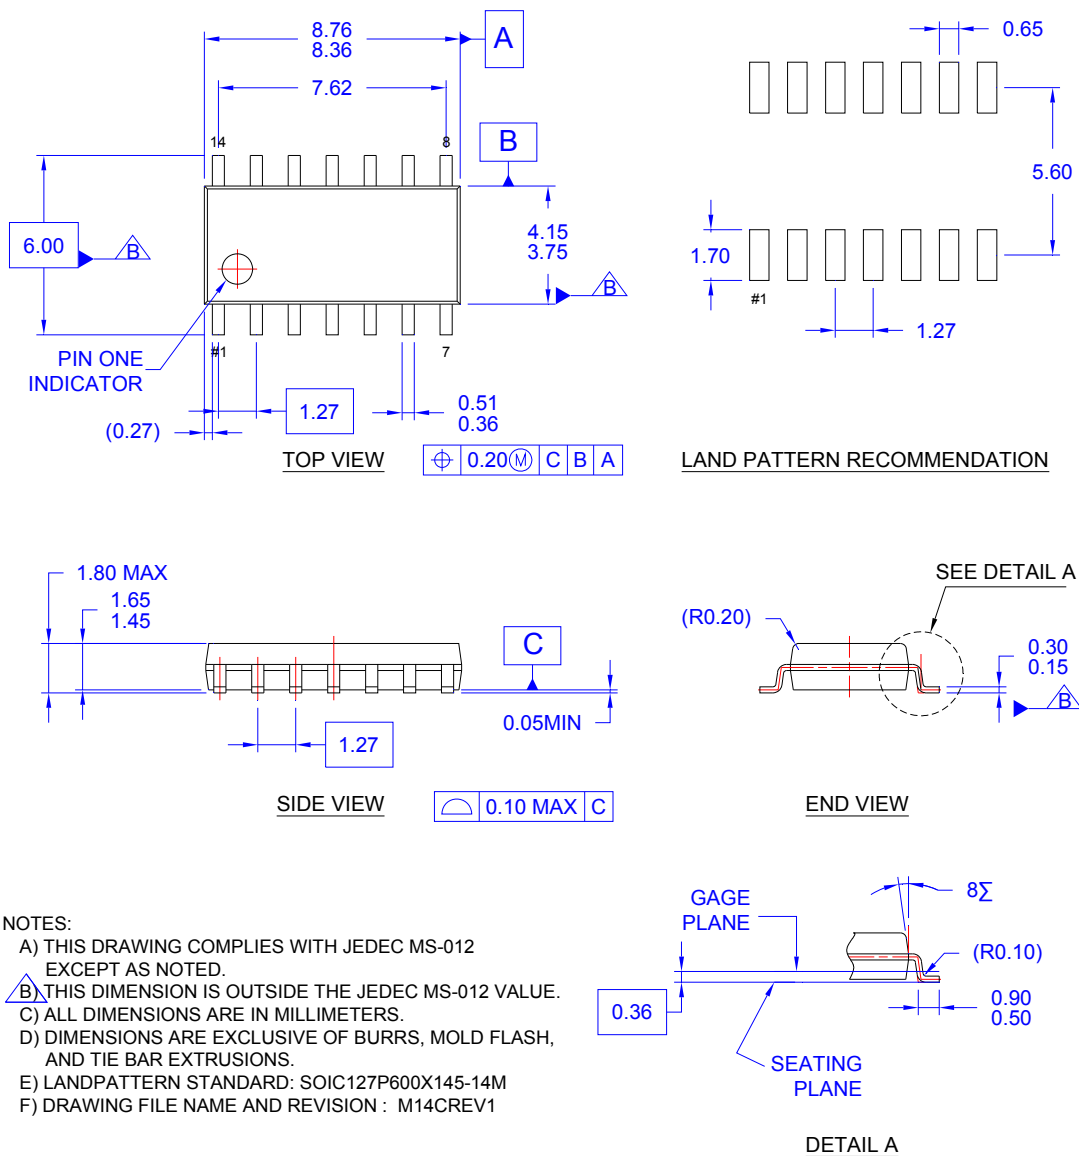 8.76
8.36
A
7.62
14
8
B
6.00
B
4.15
3.75
B
PIN ONE
INDICATOR
#1
7
1.27
0.51
0.36
(0.27)
TOP VIEW
⌖ 0.20Ⓜ C B A
0.65
5.60
1.70
#1
1.27
LAND PATTERN RECOMMENDATION
1.80 MAX
1.65
1.45
C
0.05MIN
1.27
SIDE VIEW
⌓ 0.10 MAX C
SEE DETAIL A
(R0.20)
0.30
0.15
B
END VIEW
NOTES:
A) THIS DRAWING COMPLIES WITH JEDEC MS-012
EXCEPT AS NOTED.
B) THIS DIMENSION IS OUTSIDE THE JEDEC MS-012 VALUE.
C) ALL DIMENSIONS ARE IN MILLIMETERS.
D) DIMENSIONS ARE EXCLUSIVE OF BURRS, MOLD FLASH,
AND TIE BAR EXTRUSIONS.
E) LANDPATTERN STANDARD: SOIC127P600X145-14M
F) DRAWING FILE NAME AND REVISION : M14CREV1
GAGE
PLANE
8Σ
(R0.10)
0.36
0.90
0.50
SEATING
PLANE
DETAIL A